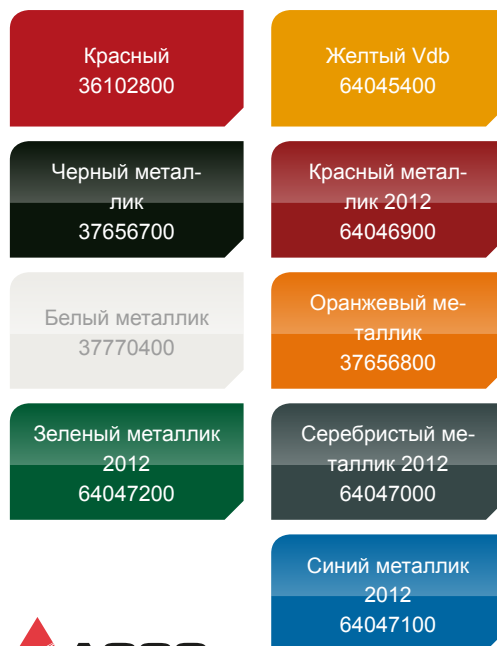 Красный
36102800
Желтый Vdb
64045400
Черный метал-
лик
37656700
Красный метал-
лик 2012
64046900
Белый металлик
37770400
Оранжевый ме-
таллик
37656800
Зеленый металлик
2012
64047200
Серебристый ме-
таллик 2012
64047000
Синий металлик
2012
64047100